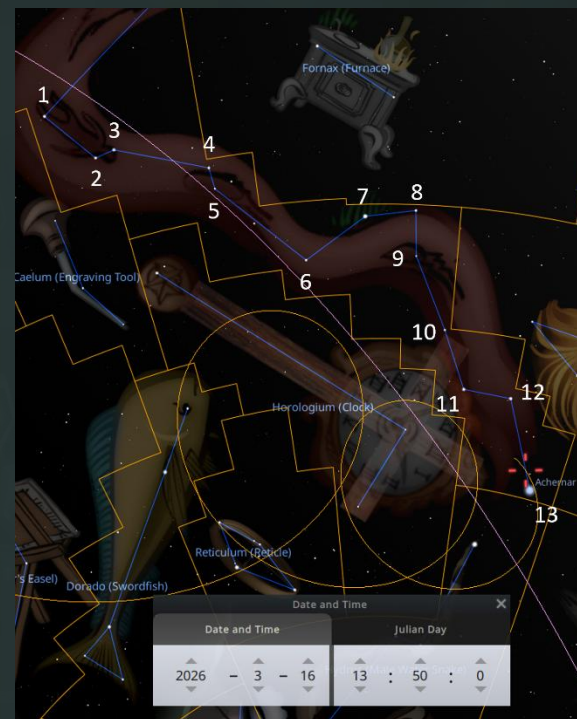 Fornax (Furnace)
1
3
4
2
5
7
8
9
6
Caelum (Engraving Tool)
10
12
11
Horologium (Clock)
Achernar
13
Reticulum (Reticle)
's Easel)
Dorado (Swordfish)
Date and Time
Date and Time
Julian Day
2026 - 3 - 16
13 : 50 : 0